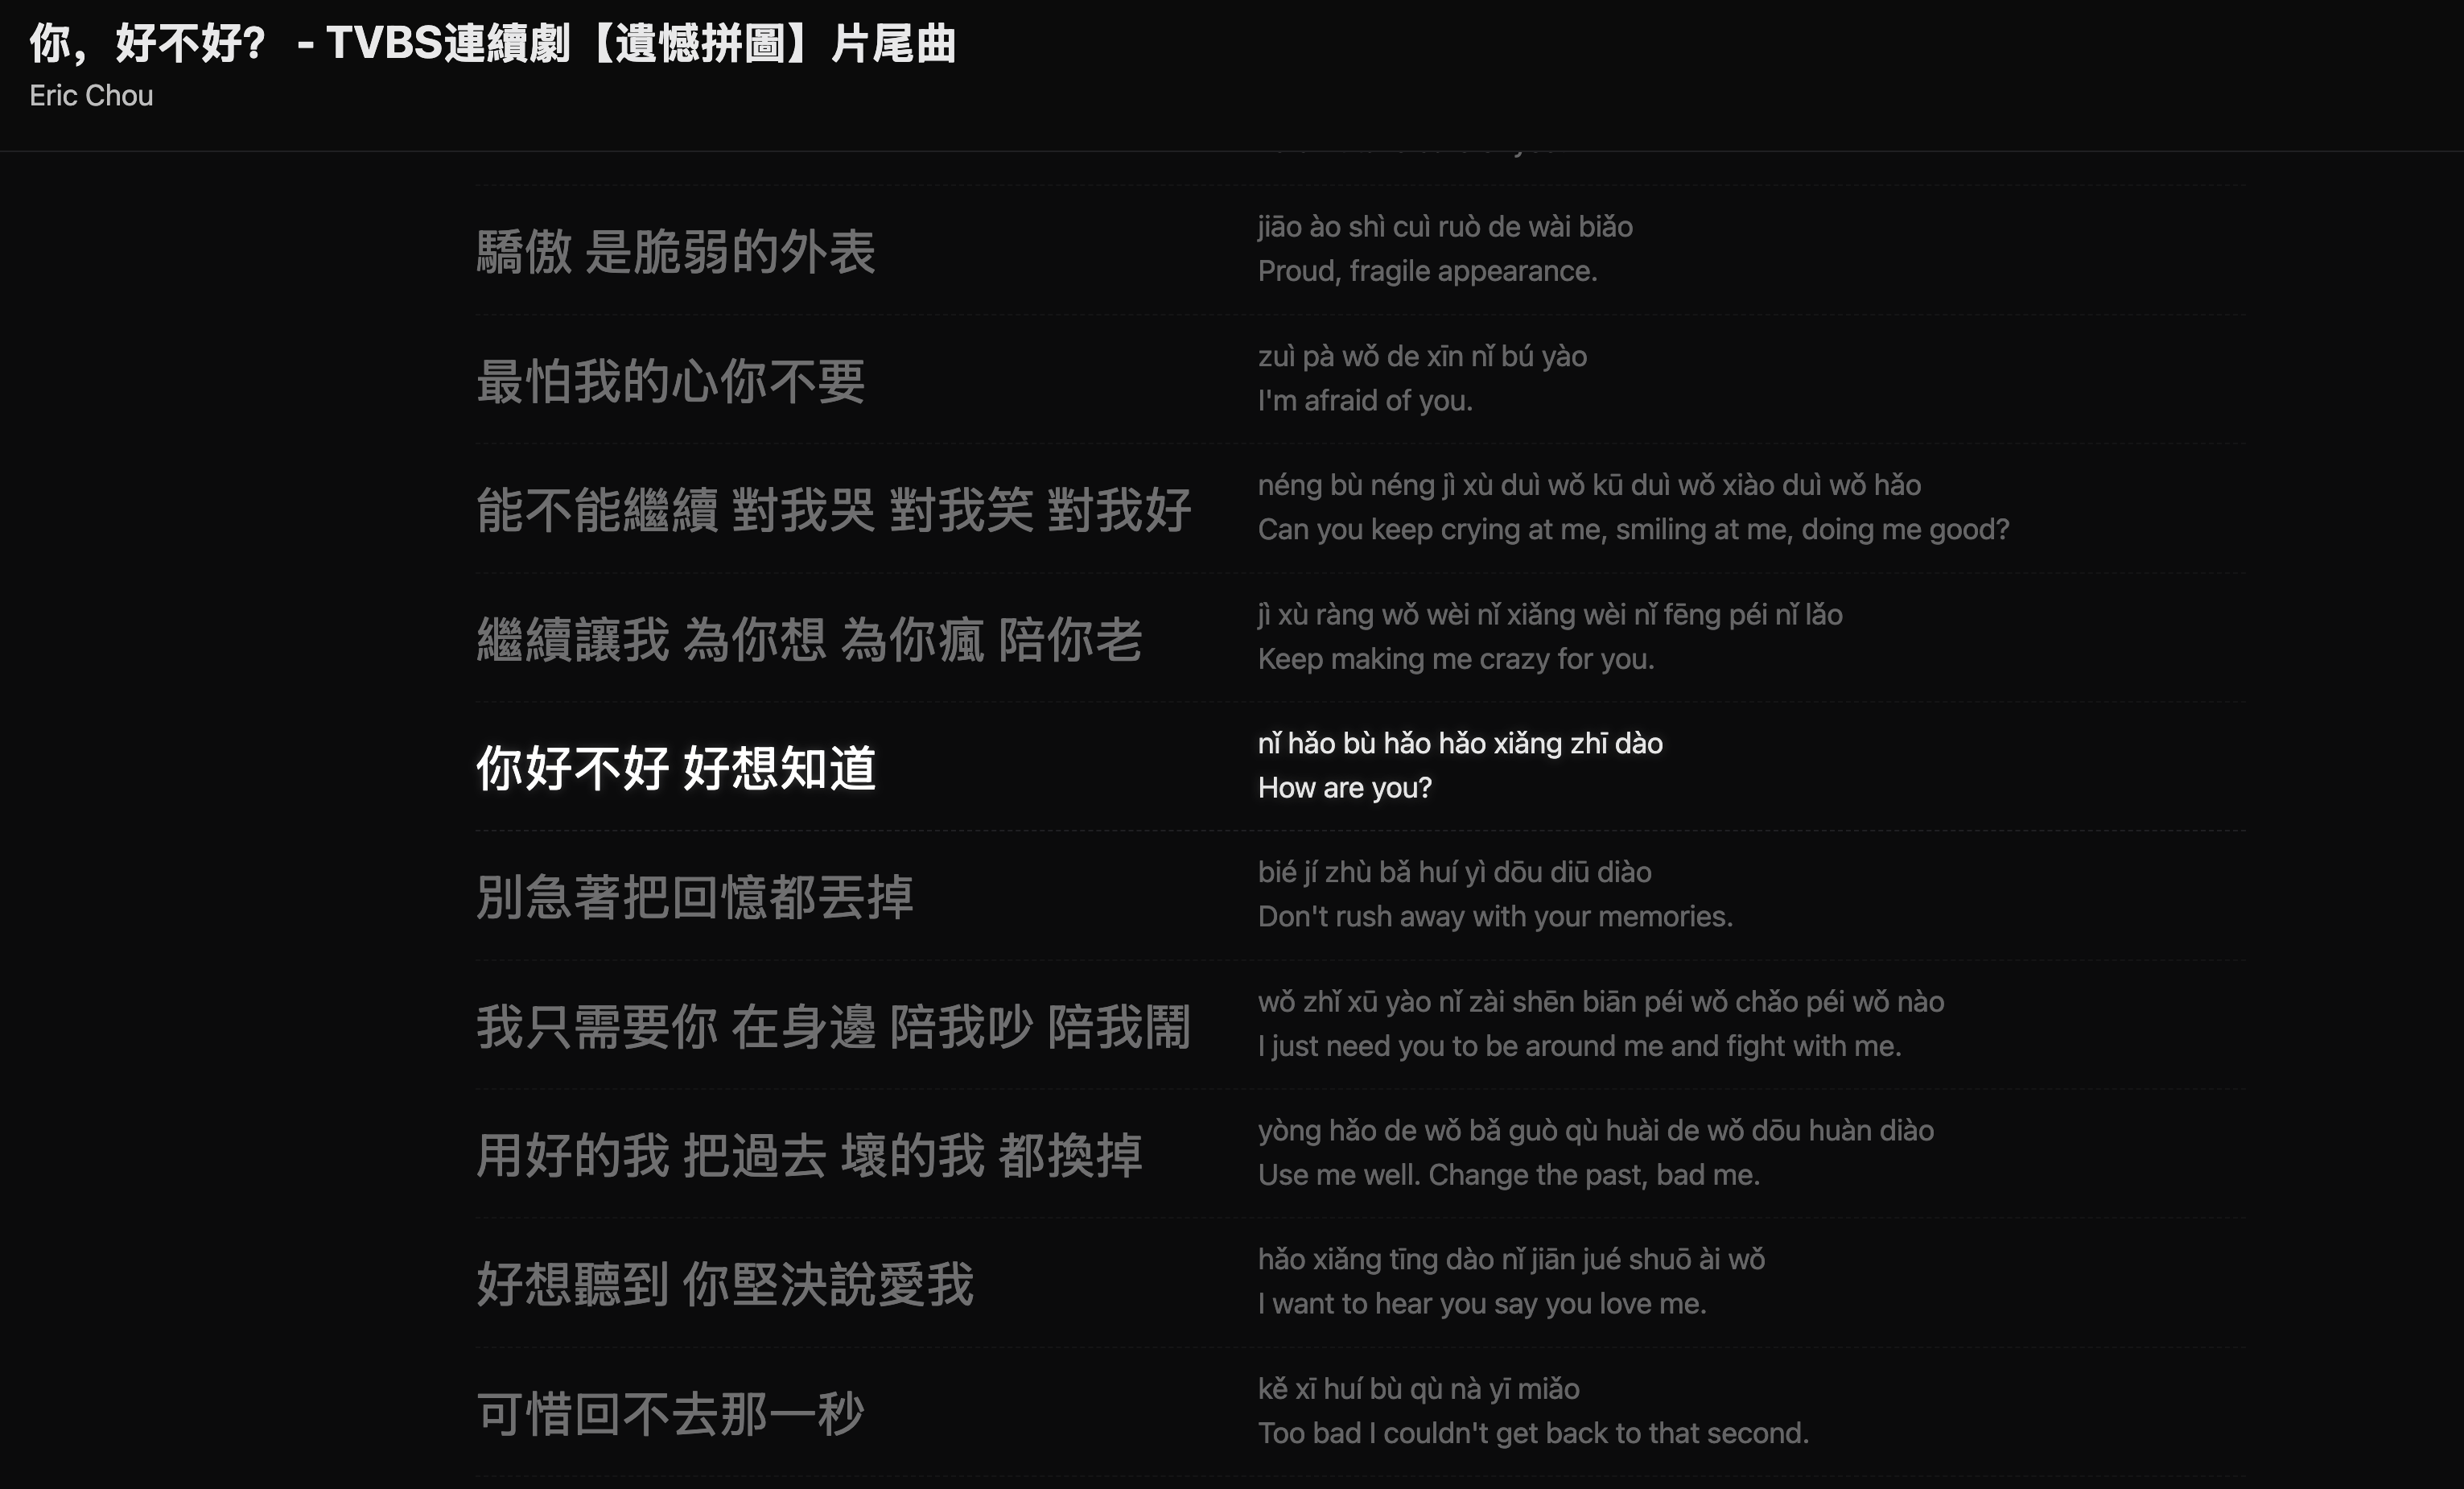 你，好不好？ - TVBS連續劇【遺憾拼圖】片尾曲
Eric Chou
驕傲 是脆弱的外表
jiāo ào shì cuì ruò de wài biǎo
Proud, fragile appearance.
最怕我的心你不要
zuì pà wǒ de xīn nǐ bú yào
I'm afraid of you.
能不能繼續 對我哭 對我笑 對我好
néng bù néng jì xù duì wǒ kū duì wǒ xiào duì wǒ hǎo
Can you keep crying at me, smiling at me, doing me good?
繼續讓我 為你想 為你瘋 陪你老
jì xù ràng wǒ wèi nǐ xiǎng wèi nǐ fēng péi nǐ lǎo
Keep making me crazy for you.
你好不好 好想知道
nǐ hǎo bù hǎo hǎo xiǎng zhī dào
How are you?
別急著把回憶都丟掉
bié jí zhù bǎ huí yì dōu diū diào
Don't rush away with your memories.
我只需要你 在身邊 陪我吵 陪我鬧
wǒ zhǐ xū yào nǐ zài shēn biān péi wǒ chǎo péi wǒ nào
I just need you to be around me and fight with me.
用好的我 把過去 壞的我 都換掉
yòng hǎo de wǒ bǎ guò qù huài de wǒ dōu huàn diào
Use me well. Change the past, bad me.
好想聽到 你堅決說愛我
hǎo xiǎng tīng dào nǐ jiān jué shuō ài wǒ
I want to hear you say you love me.
可惜回不去那一秒
kě xī huí bù qù nà yī miǎo
Too bad I couldn't get back to that second.